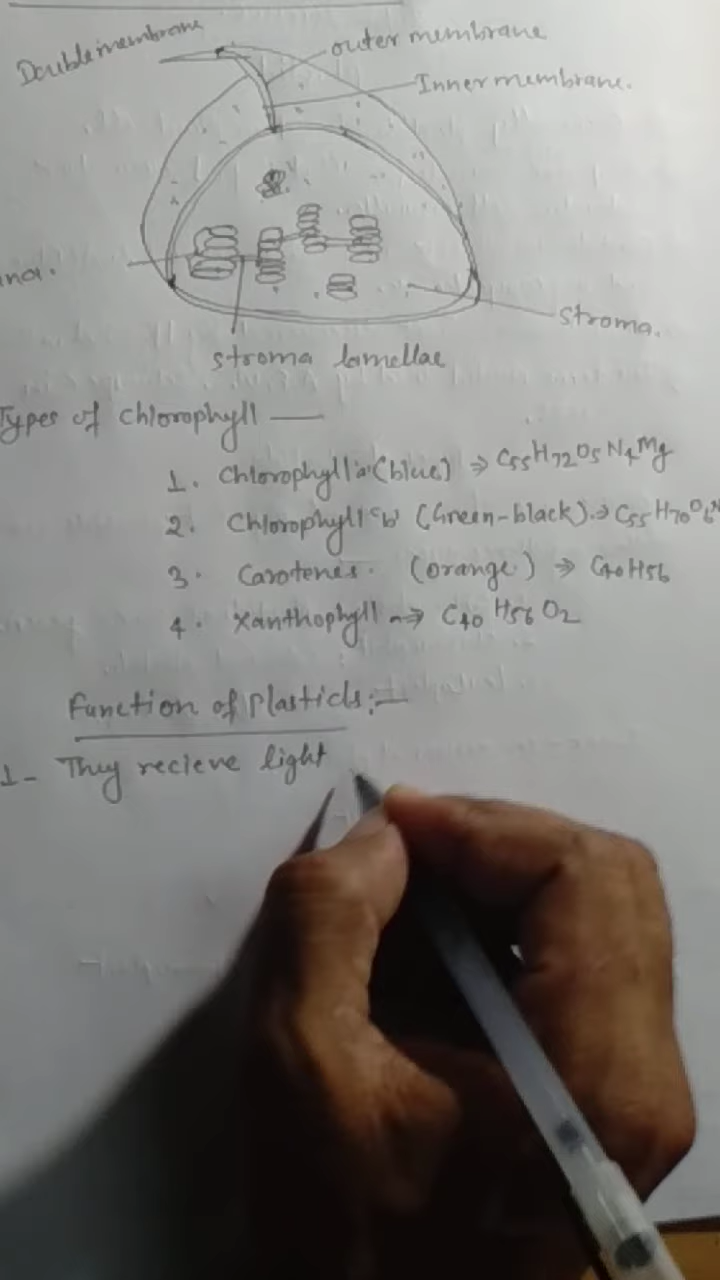 Double membrane
outer membrane
Inner membrane.
stroma.
stroma lamellae
Types of chlorophyll —
1. Chlorophyll 'a' (blue) ⇒ C55H72O5N4Mg
2. Chlorophyll 'b' (Green-black). ⇒ C55H70O6N
3. Carotenes. (orange) ⇒ C40H56
4. Xanthophyll ⇒ C40H56O2
Function of plastids:—
1- They recieve light